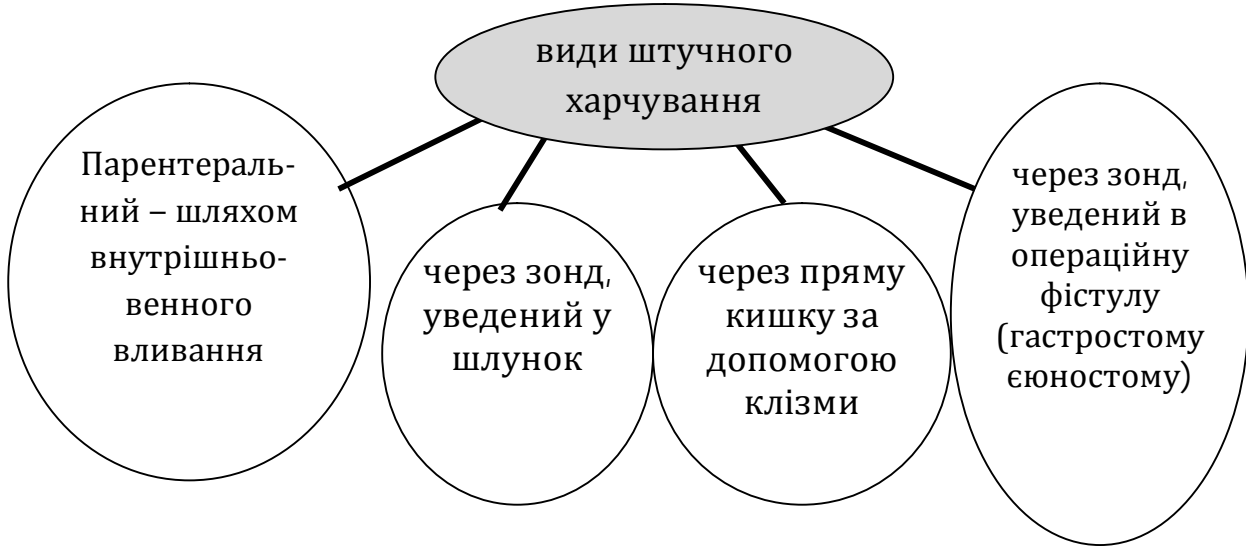 види штучного
харчування
Парентераль-
ний – шляхом
внутрішньо-
венного
вливання
через зонд,
уведений у
шлунок
через пряму
кишку за
допомогою
клізми
через зонд,
уведений в
операційну
фістулу
(гастростому
єюностому)